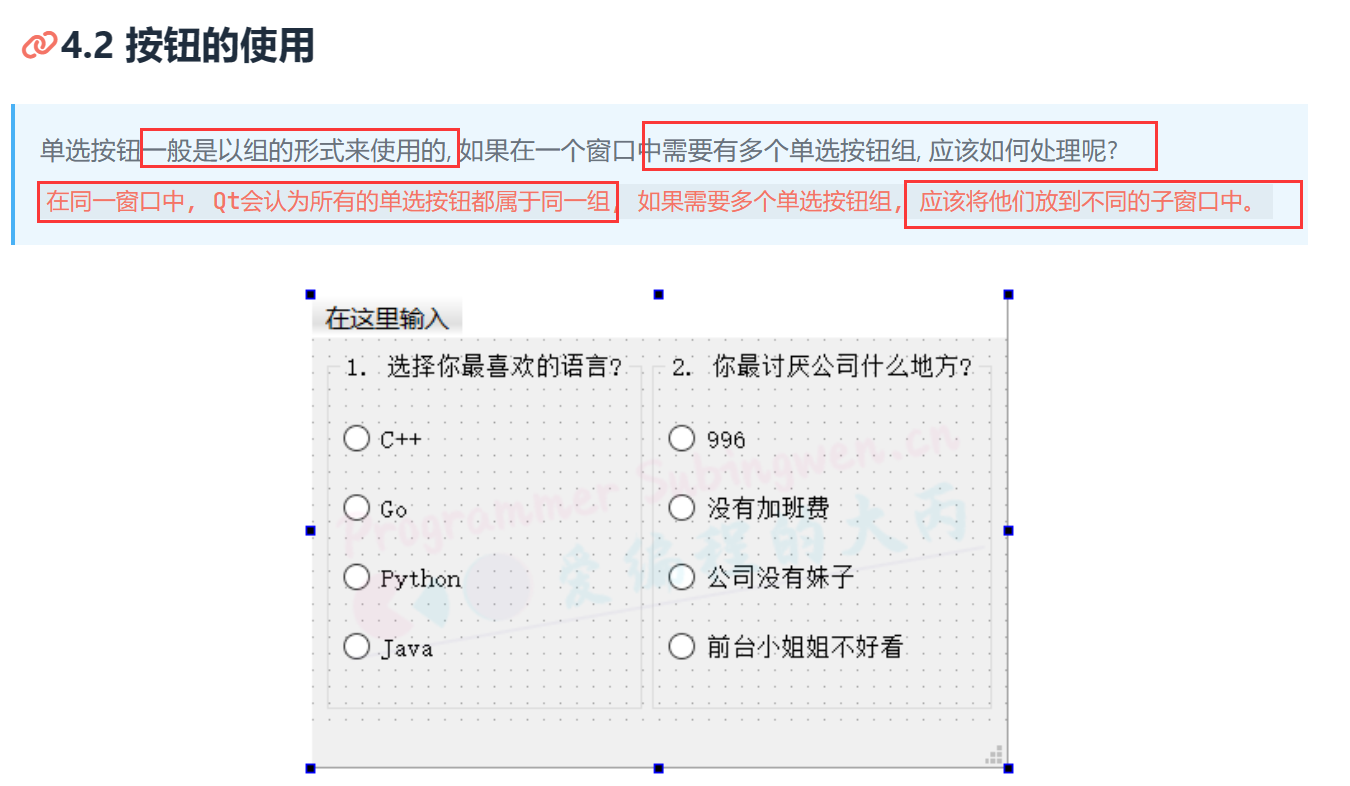 4.2 按钮的使用
单选按钮一般是以组的形式来使用的, 如果在一个窗口中需要有多个单选按钮组, 应该如何处理呢?
在同一窗口中, Qt会认为所有的单选按钮都属于同一组, 如果需要多个单选按钮组, 应该将他们放到不同的子窗口中。
在这里输入
1. 选择你最喜欢的语言? 2. 你最讨厌公司什么地方?
C++ 996
Go 没有加班费
Python 公司没有妹子
Java 前台小姐姐不好看
Programmer Subingwen.cn
爱编程的大丙